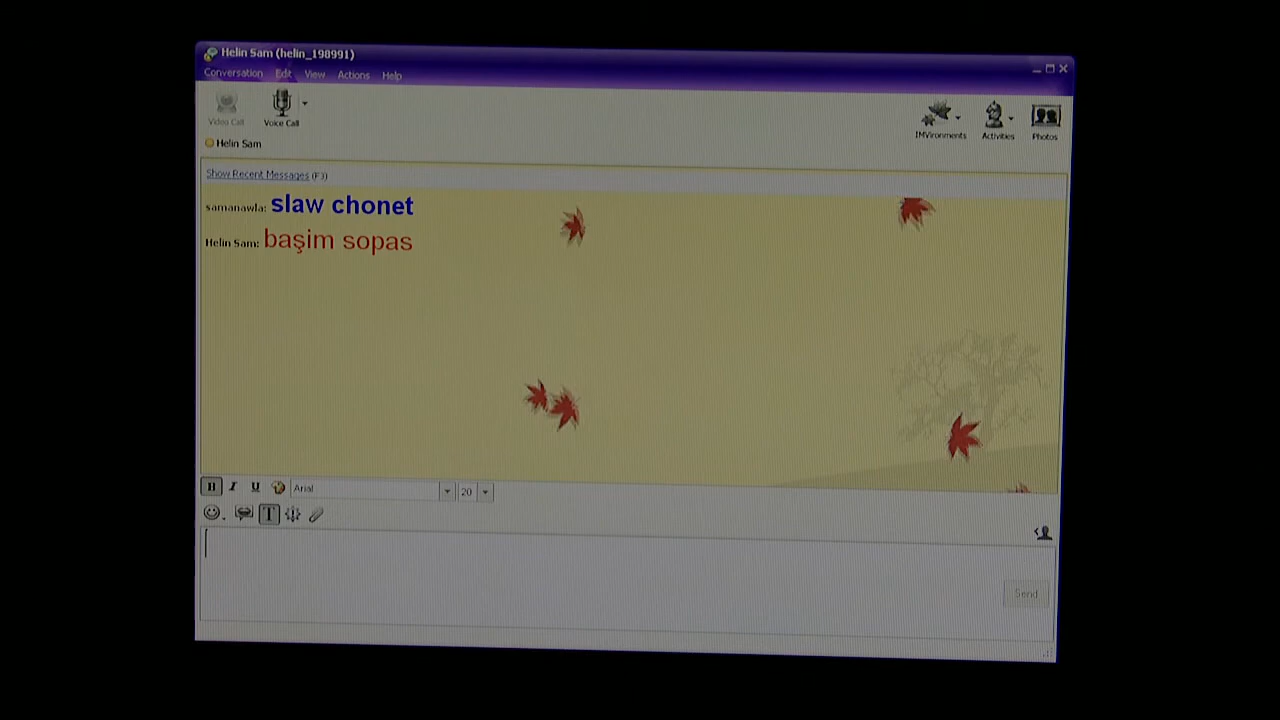 Helin Sam (helin_198991)
Conversation Edit View Actions Help
Video Call Voice Call IMVironments Activities Photos
Helin Sam
Show Recent Messages (F3)
samanawla: slaw chonet
Helin Sam: başim sopas
B I U Arial 20
T
Send